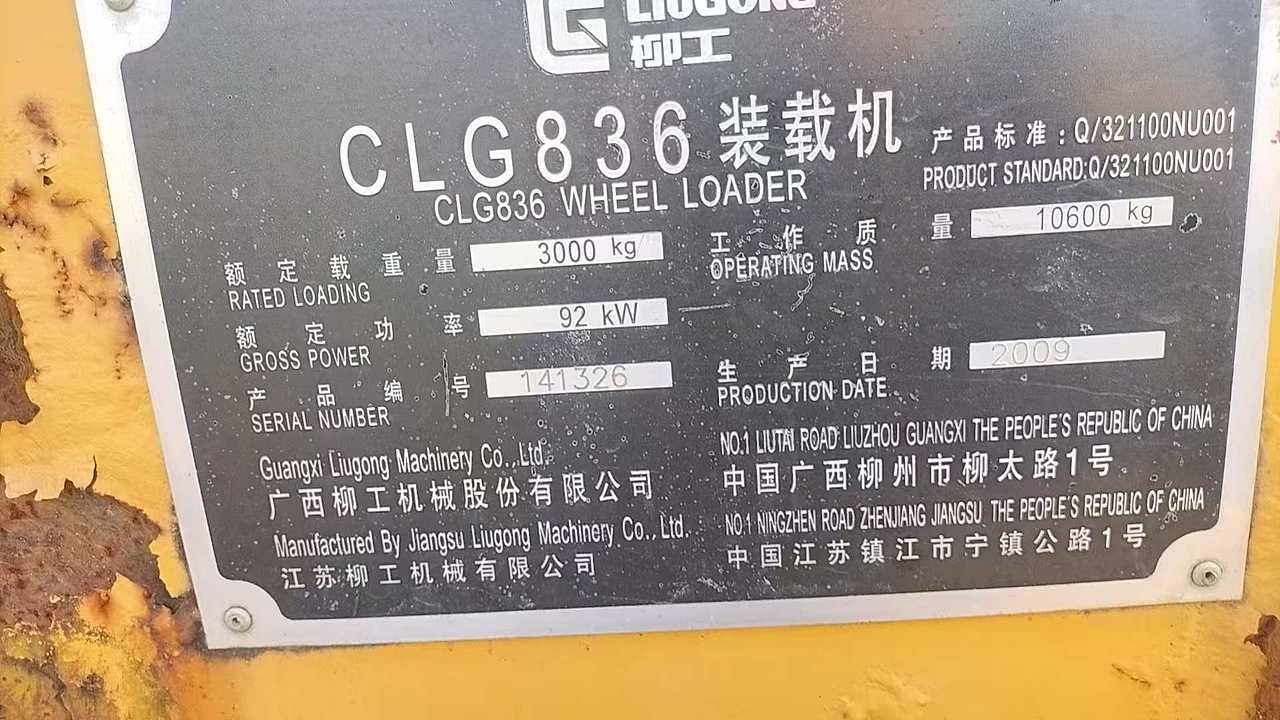 LIUGONG
柳工
CLG836 装载机
CLG836 WHEEL LOADER
产品标准:Q/321100NU001
PRODUCT STANDARD:Q/321100NU001
额定载重量 3000 kg
RATED LOADING
工作质量 10600 kg
OPERATING MASS
额定功率 92 kW
GROSS POWER
产品编号 141326
SERIAL NUMBER
生产日期 2009
PRODUCTION DATE
Guangxi Liugong Machinery Co.,Ltd.
广西柳工机械股份有限公司
Manufactured By Jiangsu Liugong Machinery Co.,Ltd.
江苏柳工机械有限公司
NO.1 LIUTAI ROAD LIUZHOU GUANGXI THE PEOPLE'S REPUBLIC OF CHINA
中国广西柳州市柳太路1号
NO.1 NINGZHEN ROAD ZHENJIANG JIANGSU THE PEOPLE'S REPUBLIC OF CHINA
中国江苏镇江市宁镇公路1号